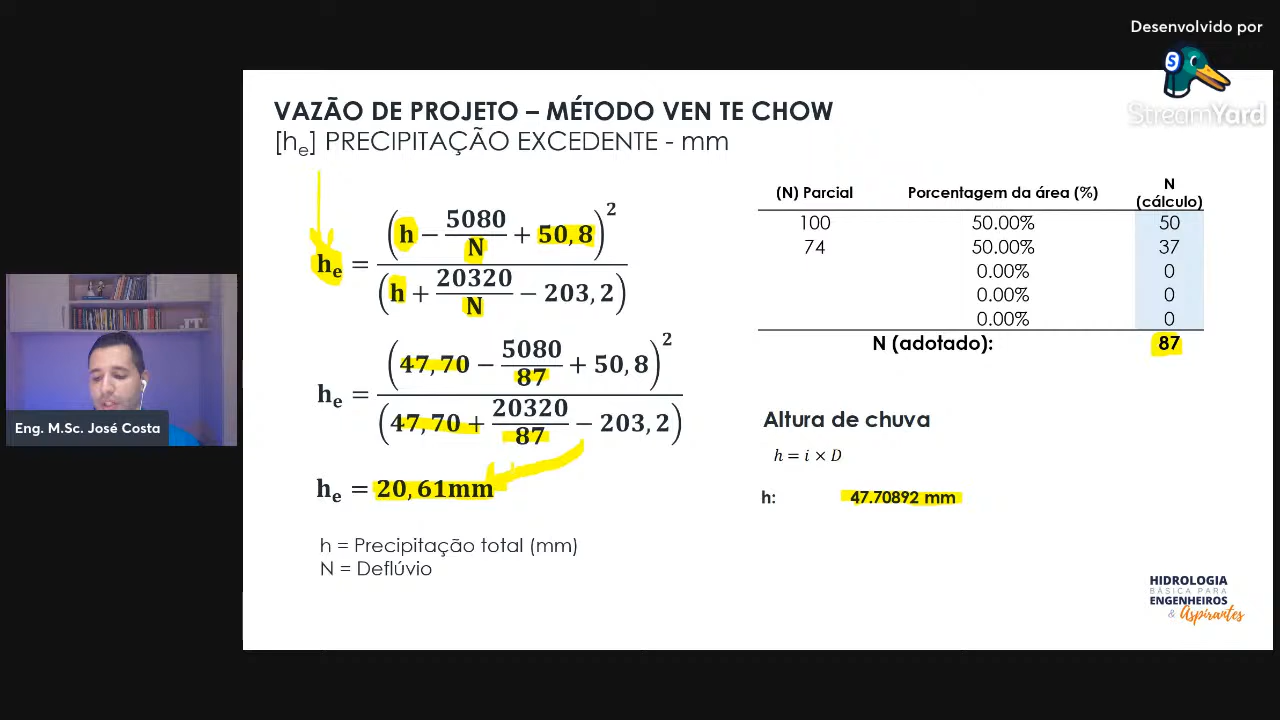 Desenvolvido por
S
StreamYard
VAZÃO DE PROJETO – MÉTODO VEN TE CHOW
[he] PRECIPITAÇÃO EXCEDENTE - mm
he = (h − 5080/N + 50,8)² / (h + 20320/N − 203,2)
he = (47,70 − 5080/87 + 50,8)² / (47,70 + 20320/87 − 203,2)
he = 20,61mm
h = Precipitação total (mm)
N = Deflúvio
(N) Parcial Porcentagem da área (%) N (cálculo)
100 50.00% 50
74 50.00% 37
0.00% 0
0.00% 0
0.00% 0
N (adotado): 87
Altura de chuva
h = i × D
h: 47.70892 mm
Eng. M.Sc. José Costa
HIDROLOGIA
BÁSICA PARA
ENGENHEIROS
& Aspirantes